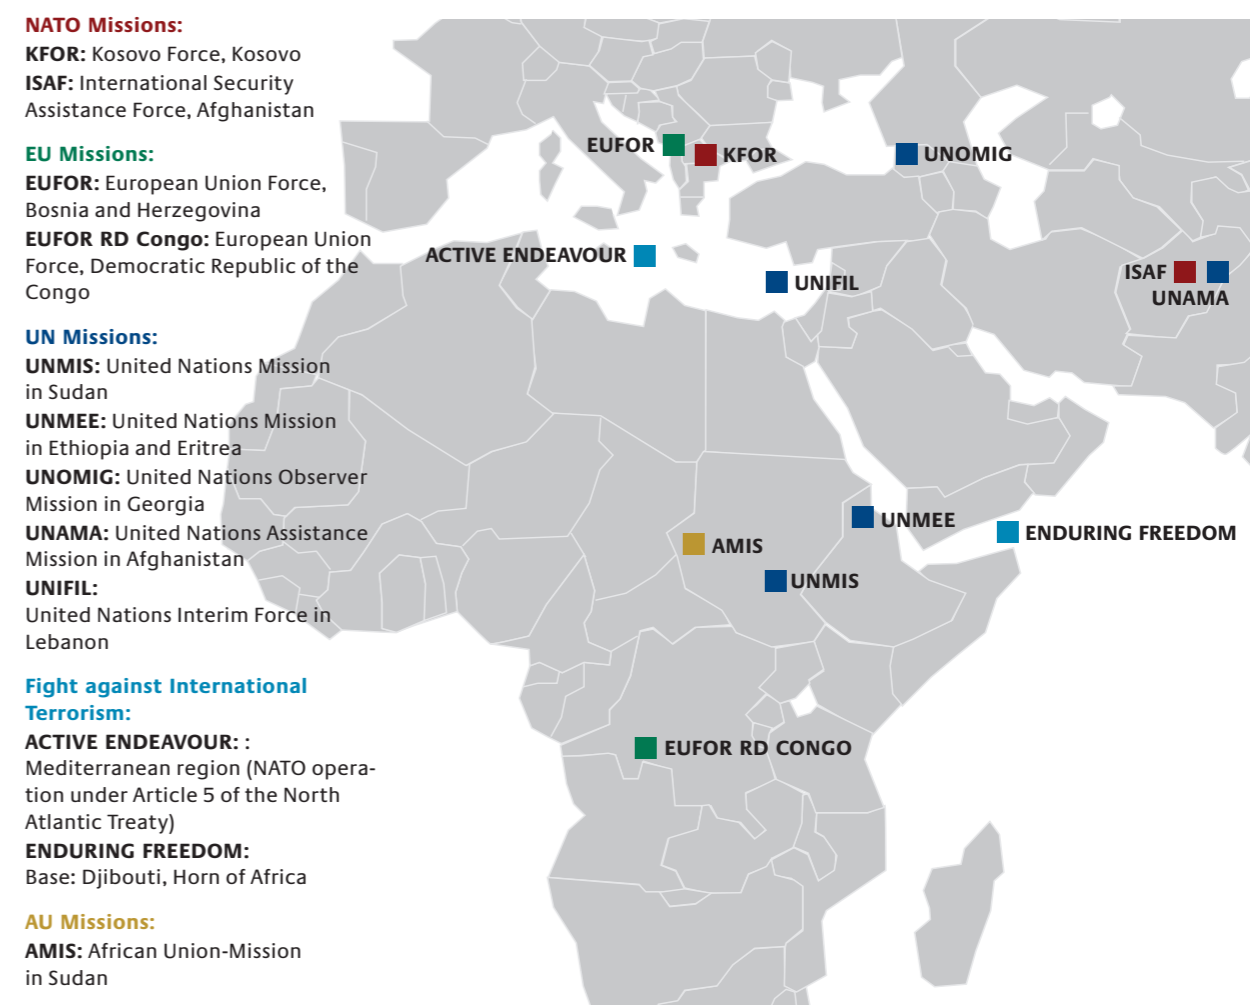 NATO Missions:
KFOR: Kosovo Force, Kosovo
ISAF: International Security
Assistance Force, Afghanistan
EU Missions:
EUFOR: European Union Force,
Bosnia and Herzegovina
EUFOR RD Congo: European Union
Force, Democratic Republic of the
Congo
UN Missions:
UNMIS: United Nations Mission
in Sudan
UNMEE: United Nations Mission
in Ethiopia and Eritrea
UNOMIG: United Nations Observer
Mission in Georgia
UNAMA: United Nations Assistance
Mission in Afghanistan
UNIFIL:
United Nations Interim Force in
Lebanon
Fight against International
Terrorism:
ACTIVE ENDEAVOUR: :
Mediterranean region (NATO opera-
tion under Article 5 of the North
Atlantic Treaty)
ENDURING FREEDOM:
Base: Djibouti, Horn of Africa
AU Missions:
AMIS: African Union-Mission
in Sudan
EUFOR
KFOR
UNOMIG
ACTIVE ENDEAVOUR
UNIFIL
ISAF
UNAMA
UNMEE
ENDURING FREEDOM
AMIS
UNMIS
EUFOR RD CONGO